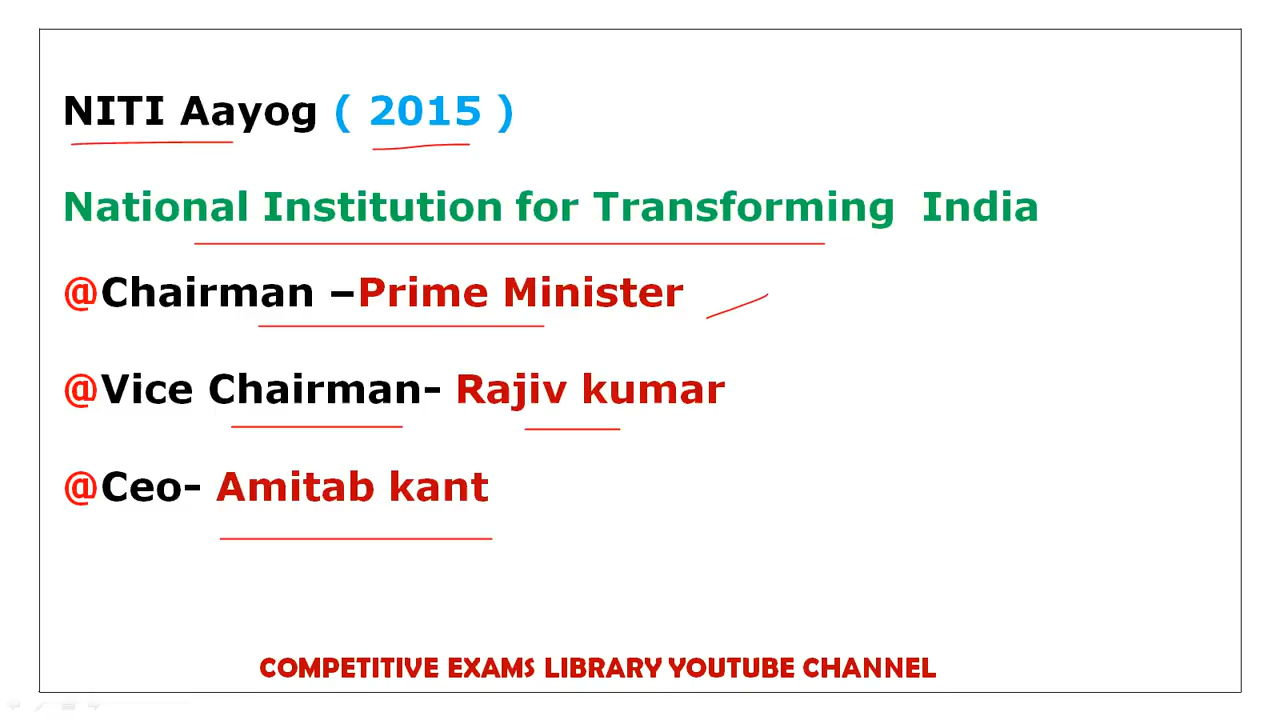 NITI Aayog ( 2015 )
National Institution for Transforming India
@Chairman –Prime Minister
@Vice Chairman- Rajiv kumar
@Ceo- Amitab kant
COMPETITIVE EXAMS LIBRARY YOUTUBE CHANNEL